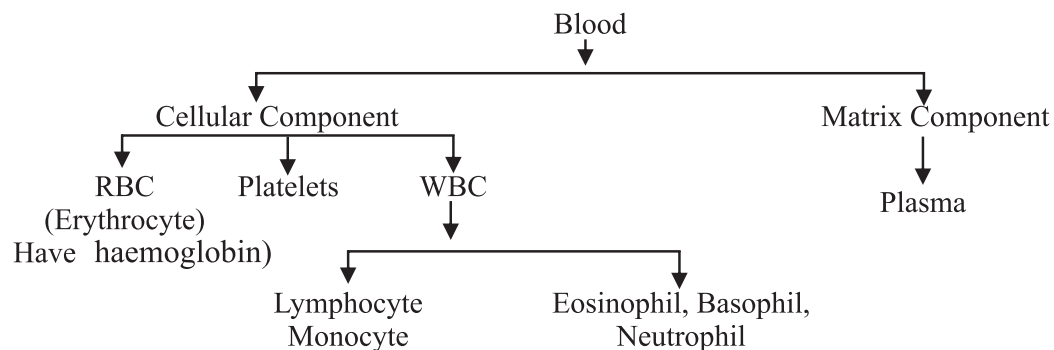 Blood
Cellular Component
Matrix Component
RBC
Platelets
WBC
Plasma
(Erythrocyte)
Have haemoglobin)
Lymphocyte
Monocyte
Eosinophil, Basophil,
Neutrophil